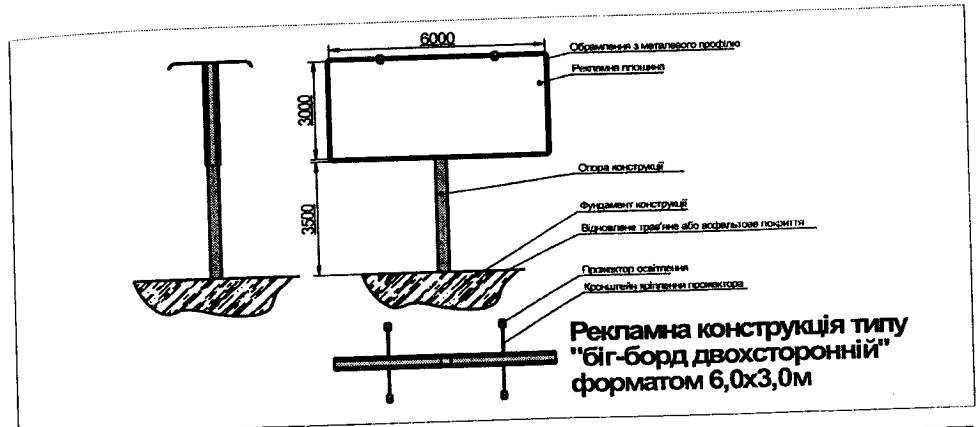 6000
Обрамлення з металевого профілю
Рекламна площина
3000
Опора конструкції
3500
Фундамент конструкції
Відновлене трав'яне або асфальтове покриття
Прожектор освітлення
Кронштейн кріплення прожектора
Рекламна конструкція типу
"біг-борд двохсторонній"
форматом 6,0х3,0м